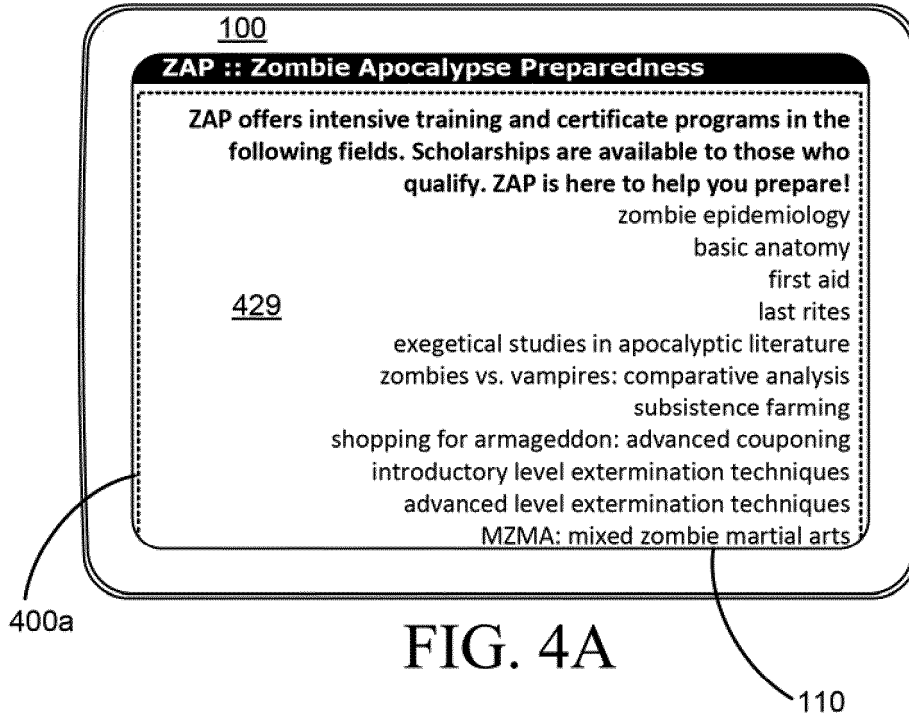 100
ZAP :: Zombie Apocalypse Preparedness
ZAP offers intensive training and certificate programs in the
following fields. Scholarships are available to those who
qualify. ZAP is here to help you prepare!
zombie epidemiology
basic anatomy
first aid
429
last rites
exegetical studies in apocalyptic literature
zombies vs. vampires: comparative analysis
subsistence farming
shopping for armageddon: advanced couponing
introductory level extermination techniques
advanced level extermination techniques
MZMA: mixed zombie martial arts
400a
FIG. 4A
110